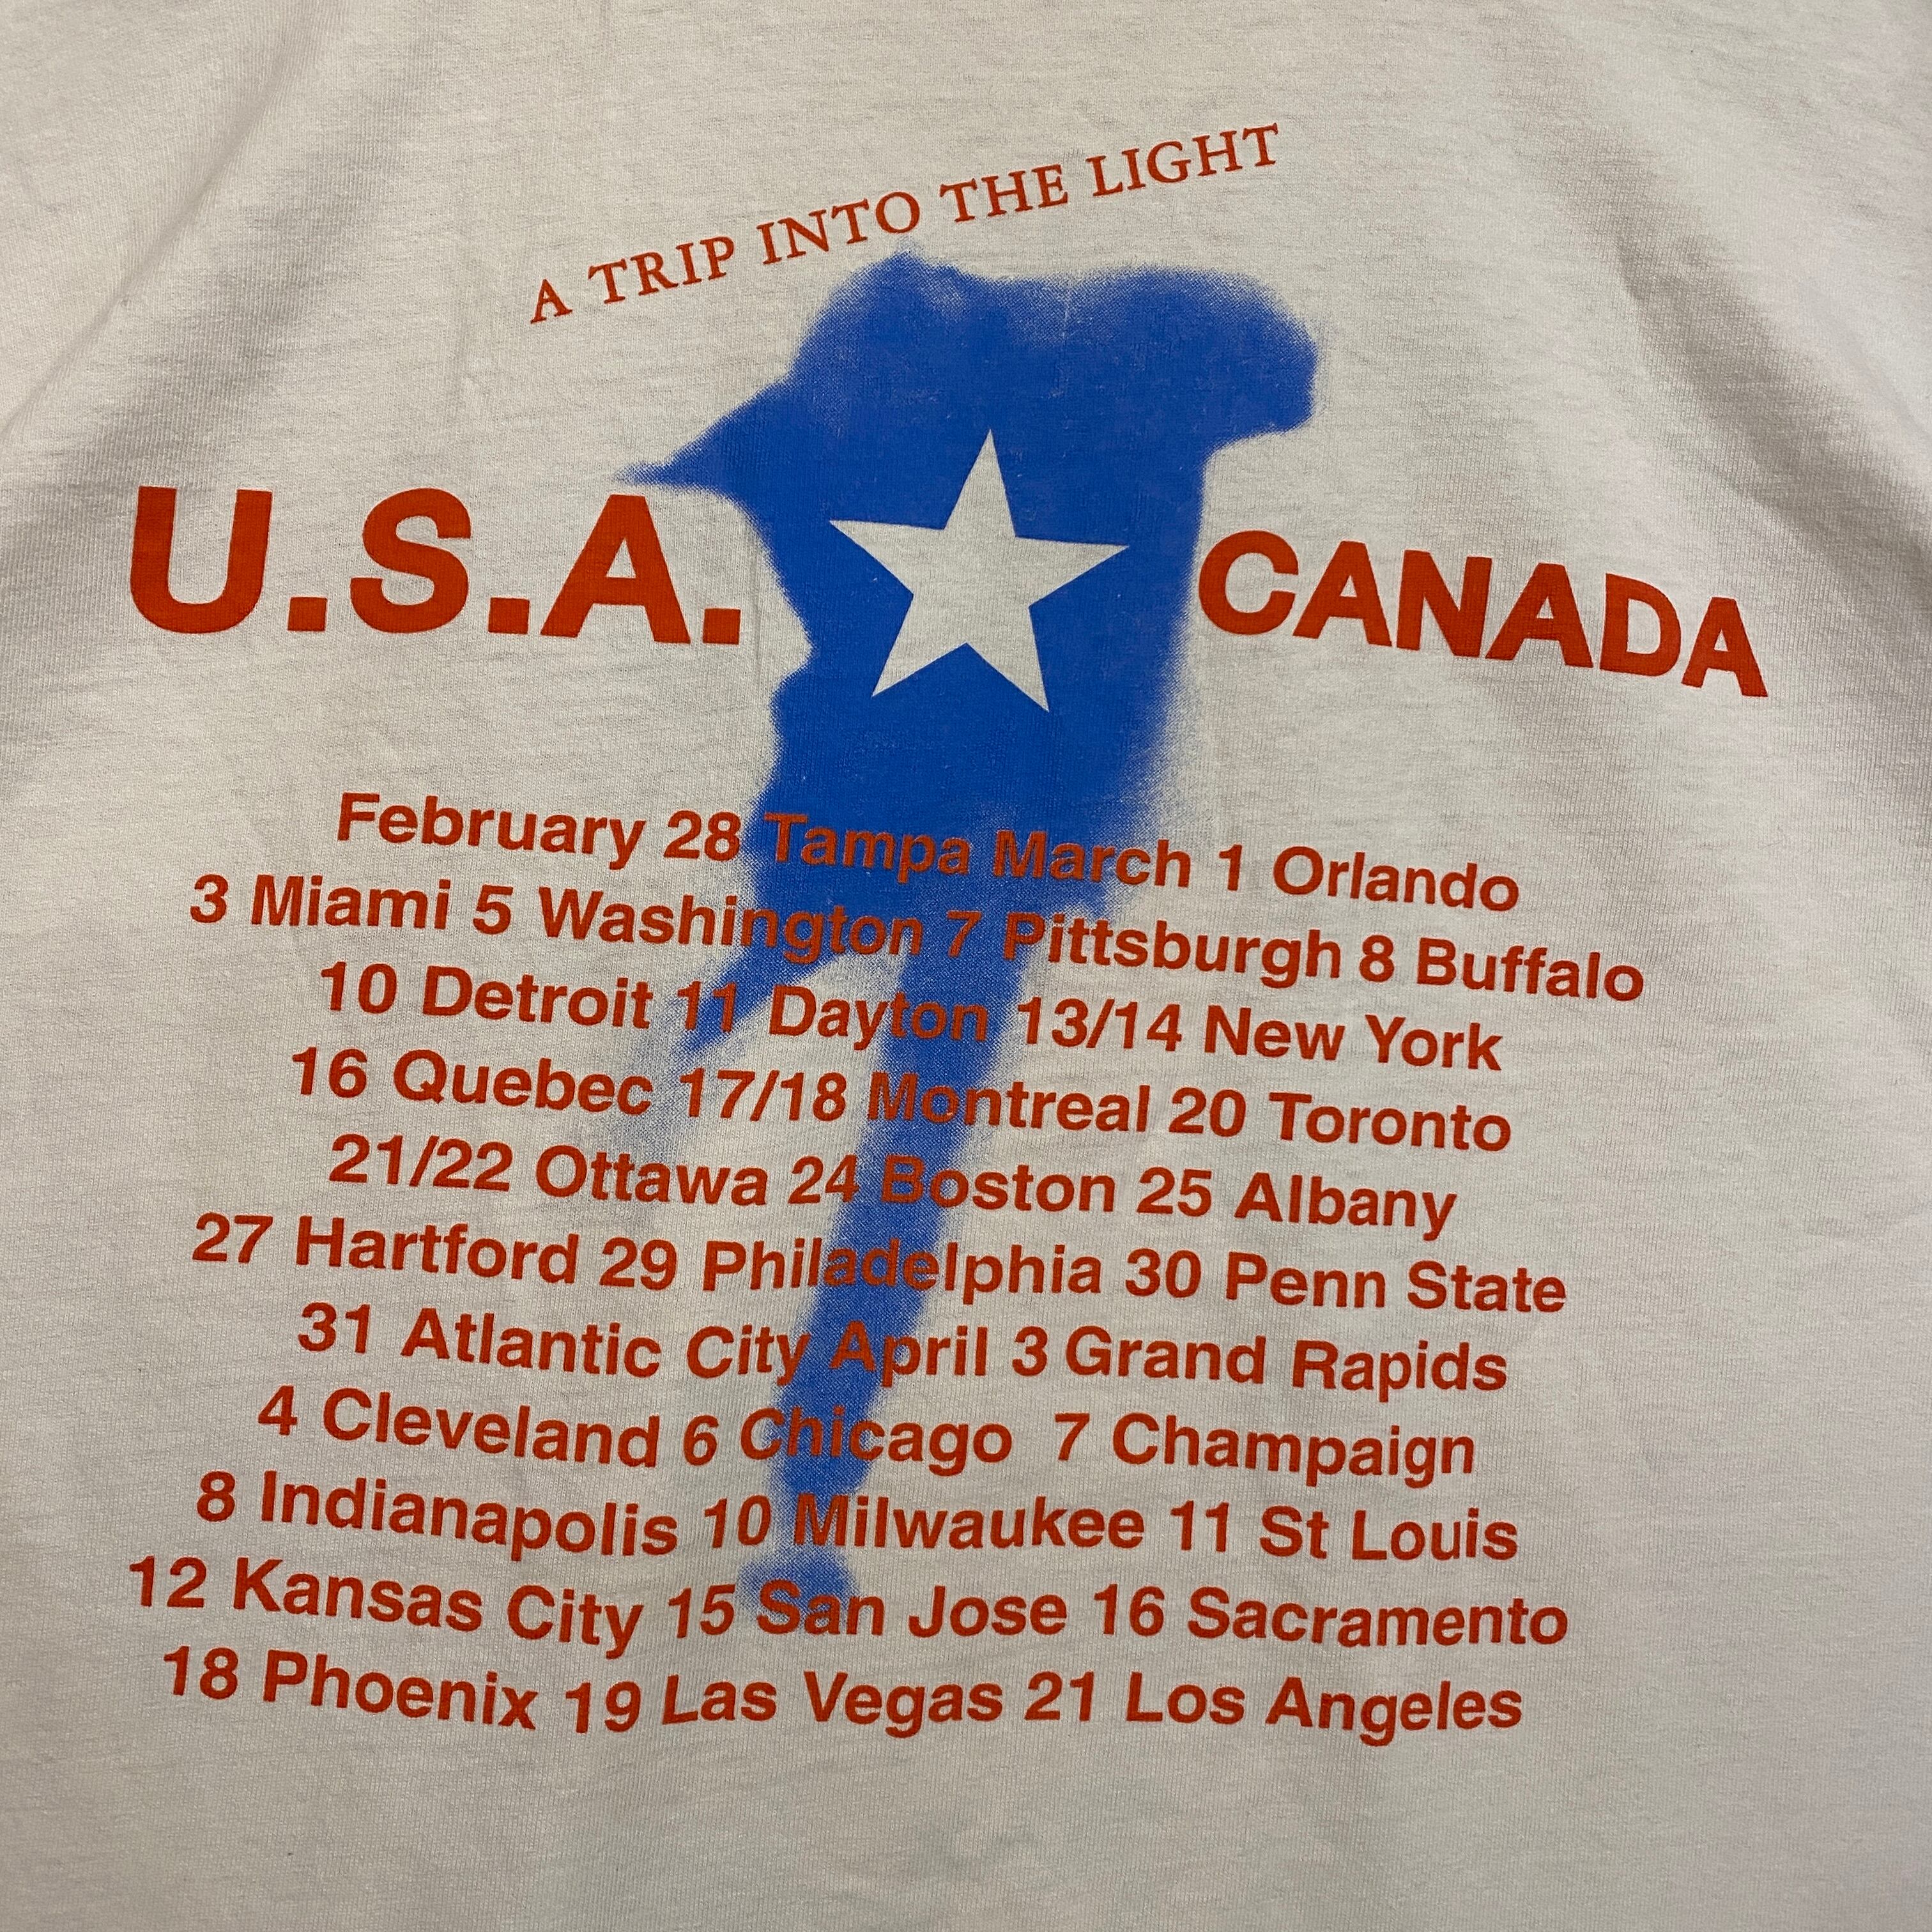 A TRIP INTO THE LIGHT
U.S.A. CANADA
February 28 Tampa March 1 Orlando
3 Miami 5 Washington 7 Pittsburgh 8 Buffalo
10 Detroit 11 Dayton 13/14 New York
16 Quebec 17/18 Montreal 20 Toronto
21/22 Ottawa 24 Boston 25 Albany
27 Hartford 29 Philadelphia 30 Penn State
31 Atlantic City April 3 Grand Rapids
4 Cleveland 6 Chicago 7 Champaign
8 Indianapolis 10 Milwaukee 11 St Louis
12 Kansas City 15 San Jose 16 Sacramento
18 Phoenix 19 Las Vegas 21 Los Angeles